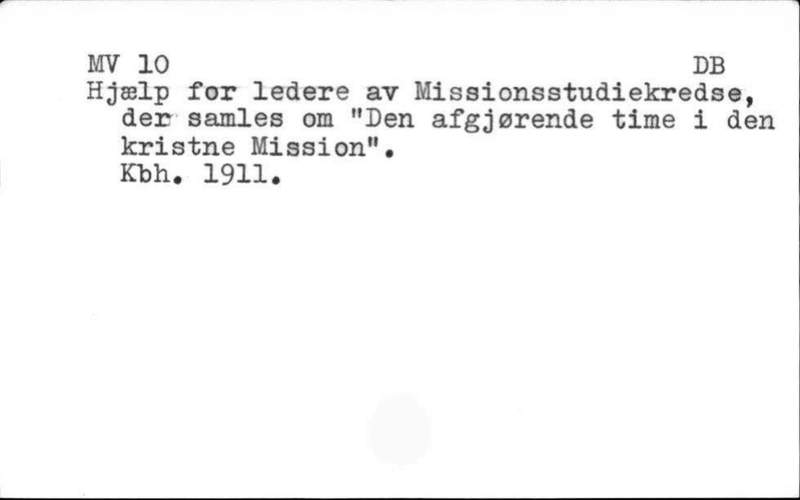 MV 10 DB
Hjælp for ledere av Missionsstudiekredse,
der samles om "Den afgjørende time i den
kristne Mission".
Kbh. 1911.